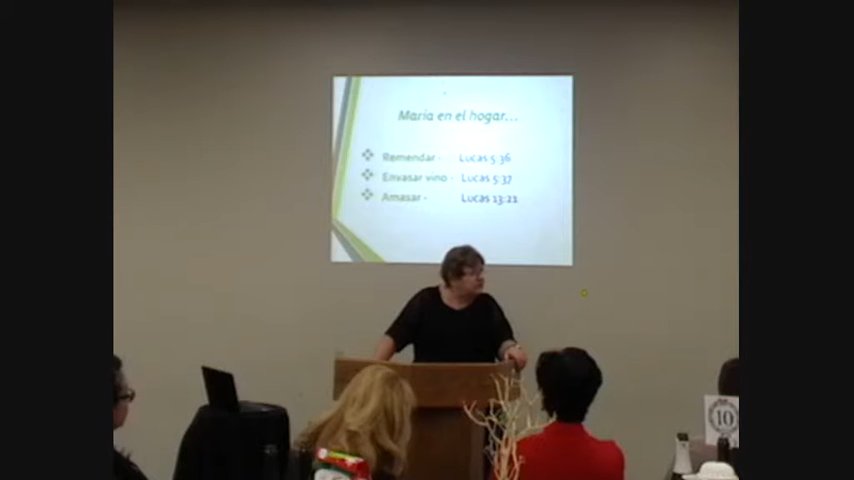 María en el hogar...
Remendar - Lucas 5:36
Envasar vino - Lucas 5:37
Amasar - Lucas 13:21
10